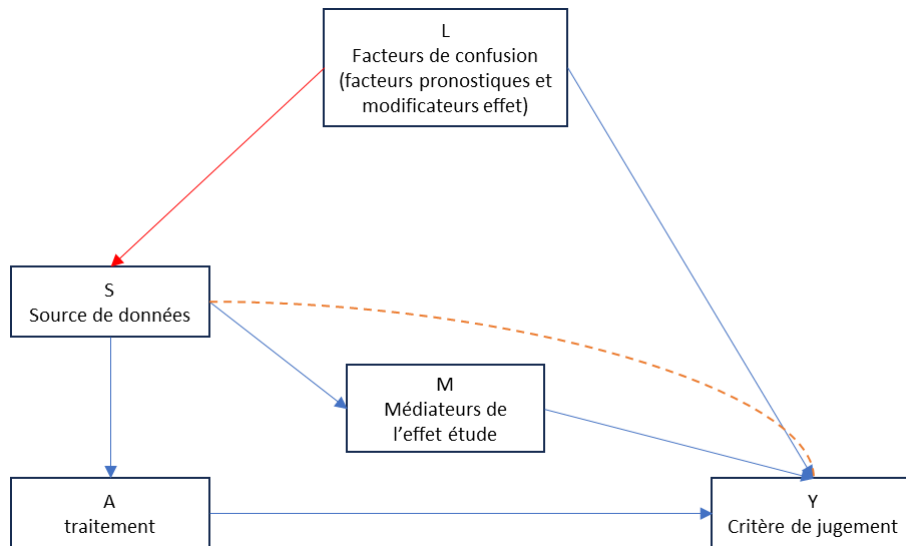 L
Facteurs de confusion
(facteurs pronostiques et
modificateurs effet)
S
Source de données
M
Médiateurs de
l'effet étude
A
traitement
Y
Critère de jugement